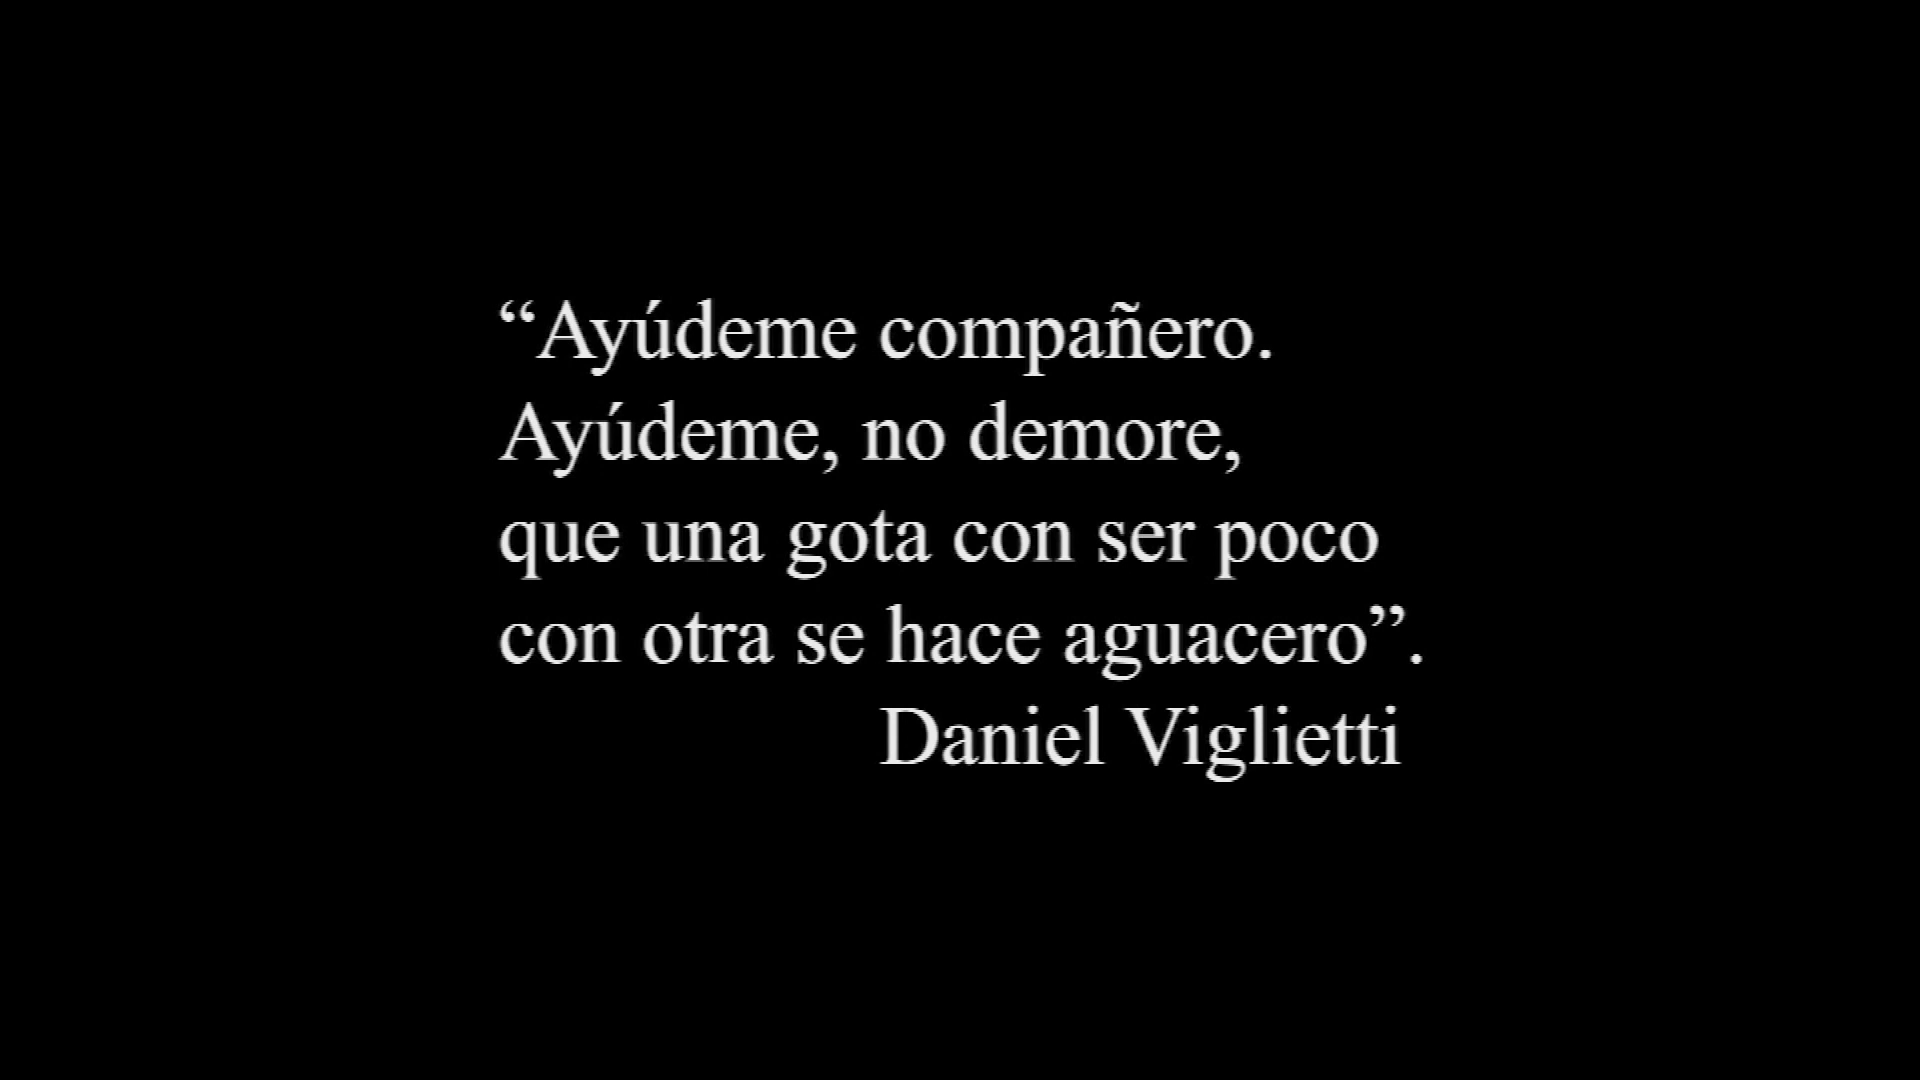 “Ayúdeme compañero.
Ayúdeme, no demore,
que una gota con ser poco
con otra se hace aguacero”.
Daniel Viglietti